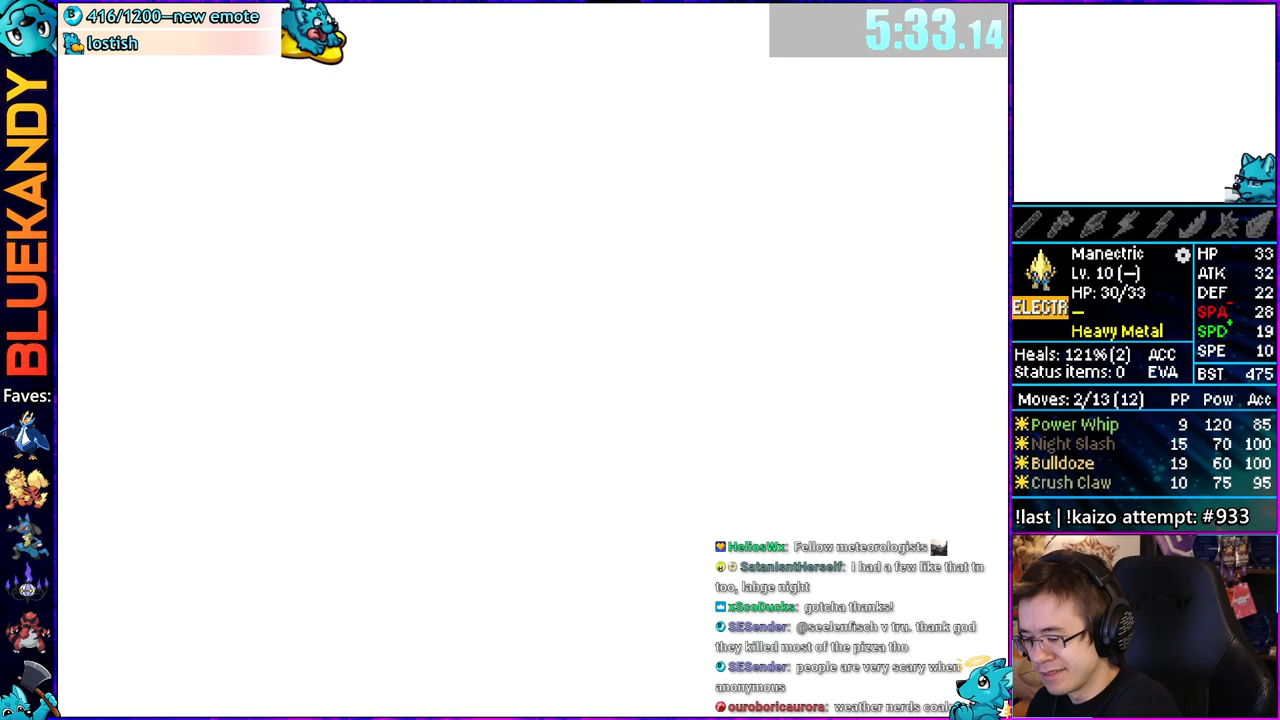 416/1200—new emote
lostish
5:33.14
BLUEKANDY
Faves:
Manectric
Lv. 10 (—)
HP: 30/33
ELECTR
—
Heavy Metal
HP 33
ATK 32
DEF 22
SPA 28
SPD 19
SPE 10
BST 475
Heals: 121% (2) ACC
Status items: 0 EVA
Moves: 2/13 (12) PP Pow Acc
Power Whip 9 120 85
Night Slash 15 70 100
Bulldoze 19 60 100
Crush Claw 10 75 95
!last | !kaizo attempt: #933
HeliosWx: Fellow meteorologists
SatanIsntHerself: I had a few like that tn
too, labge night
xScoDucks: gotcha thanks!
SESender: @seelenfisch v tru. thank god
they killed most of the pizza tho
SESender: people are very scary when
anonymous
ouroboricaurora: weather nerds